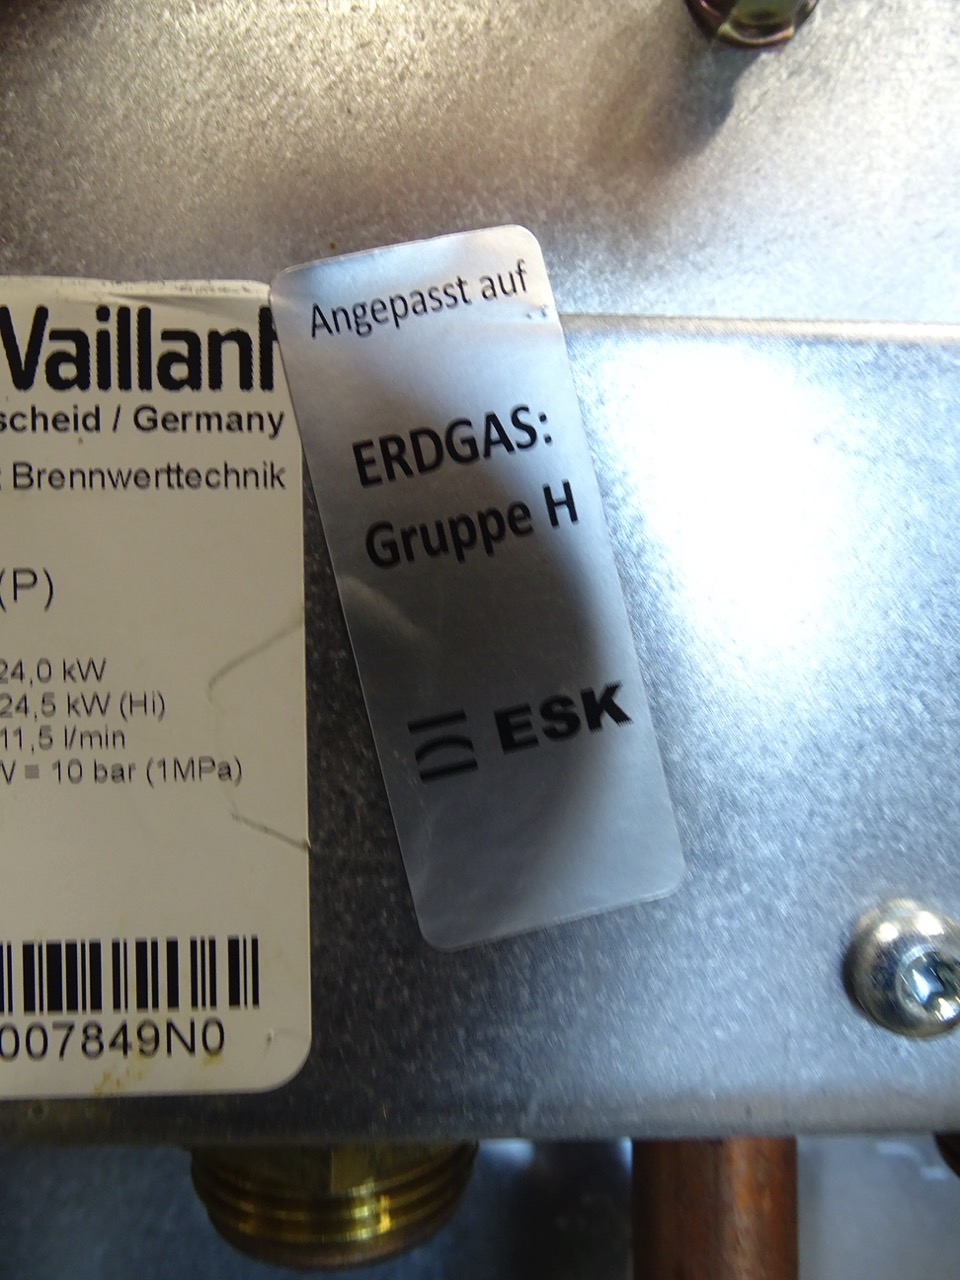 Vaillant
scheid / Germany
: Brennwerttechnik
(P)
24,0 kW
24,5 kW (Hi)
11,5 l/min
W = 10 bar (1MPa)
007849N0
Angepasst auf
ERDGAS:
Gruppe H
ESK